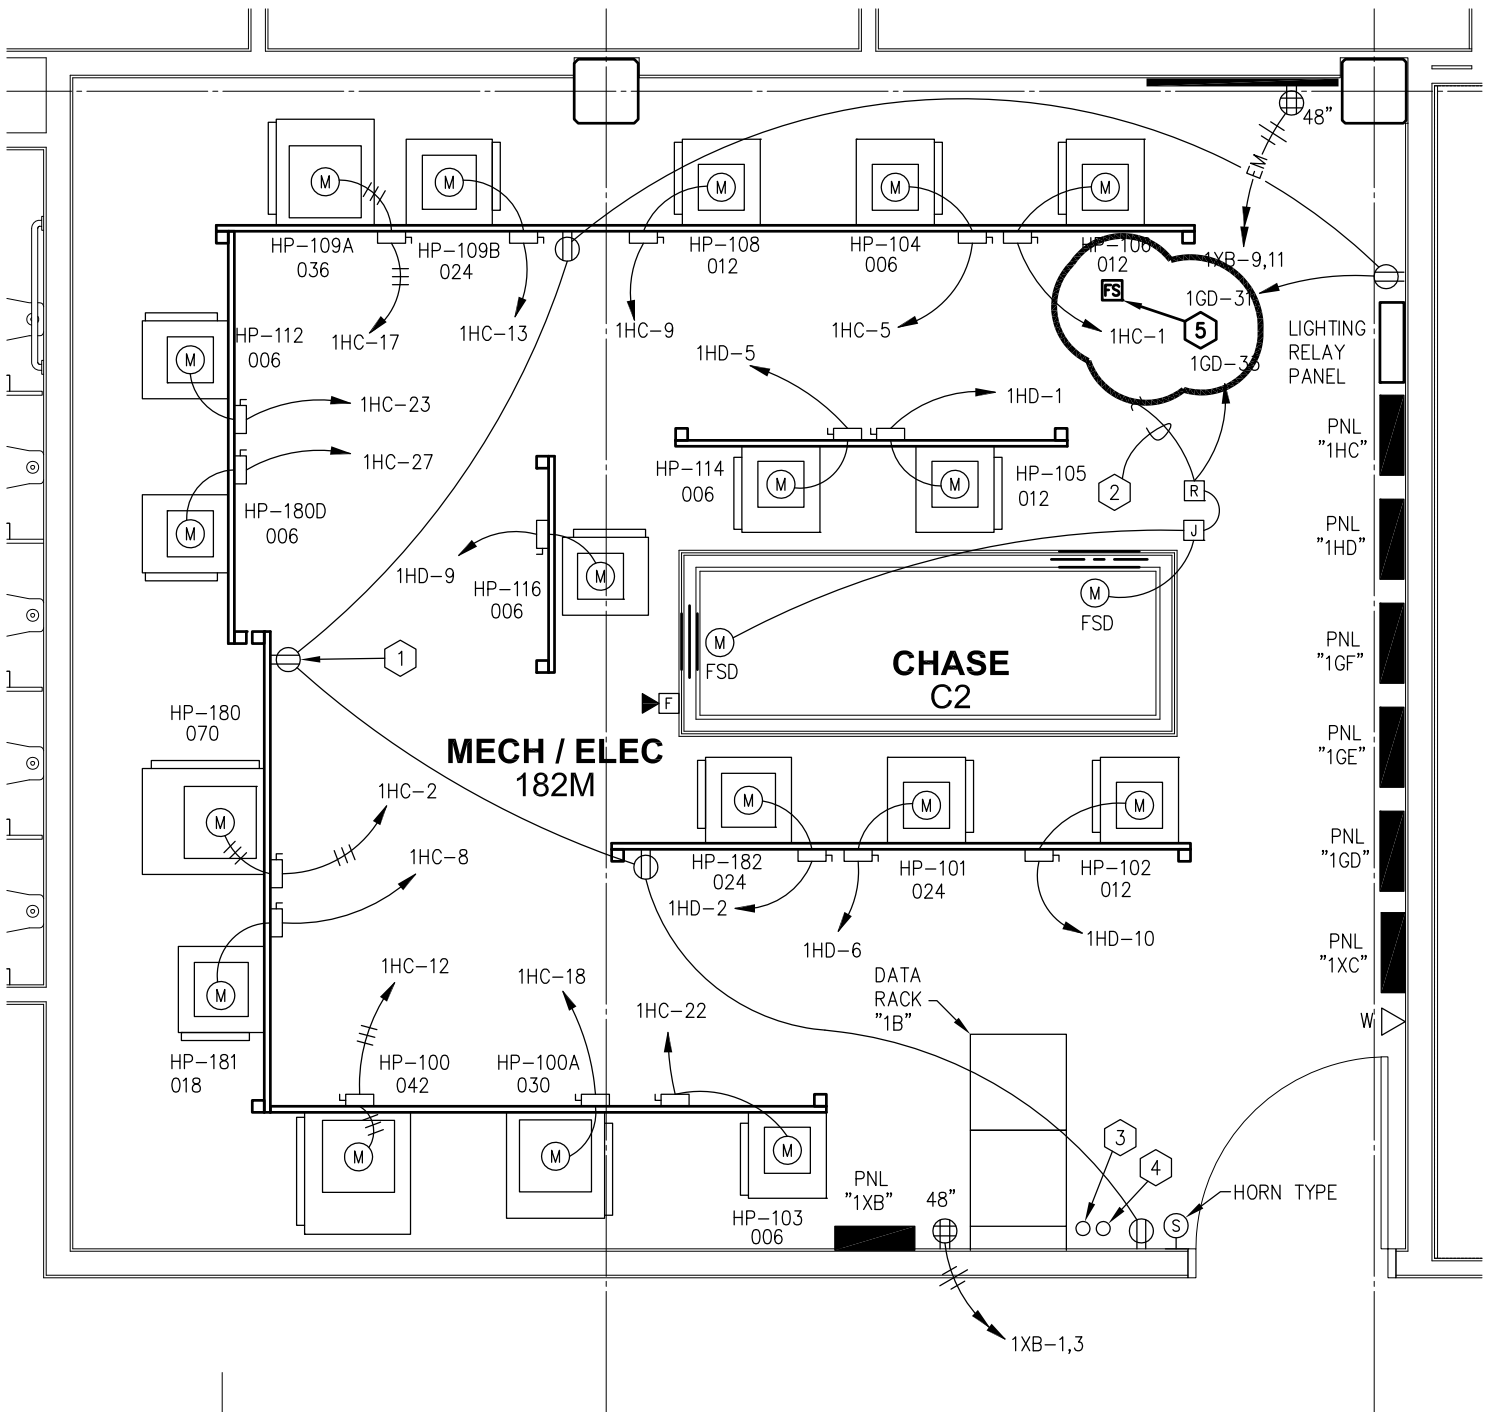 48"
EM
M
M
M
M
M
HP-109A
036
HP-109B
024
HP-108
012
HP-104
006
HP-106
012
1XB-9,11
FS
1GD-31
5
1HC-17
1HC-13
1HC-9
1HC-5
1HC-1
LIGHTING
RELAY
PANEL
HP-112
006
M
1HD-5
1GD-33
1HC-23
1HD-1
PNL
"1HC"
1HC-27
HP-114
006
M
M
HP-105
012
2
R
HP-180D
006
M
J
PNL
"1HD"
1HD-9
HP-116
006
M
M
FSD
M
FSD
CHASE
C2
PNL
"1GF"
1
F
HP-180
070
MECH / ELEC
182M
PNL
"1GE"
1HC-2
M
M
M
M
1HC-8
HP-182
024
HP-101
024
HP-102
012
PNL
"1GD"
1HD-2
1HD-6
1HD-10
PNL
"1XC"
1HC-12
1HC-18
DATA
RACK
"1B"
M
1HC-22
W
HP-181
018
HP-100
042
HP-100A
030
M
M
M
3
4
PNL
"1XB"
48"
HORN TYPE
S
HP-103
006
1XB-1,3